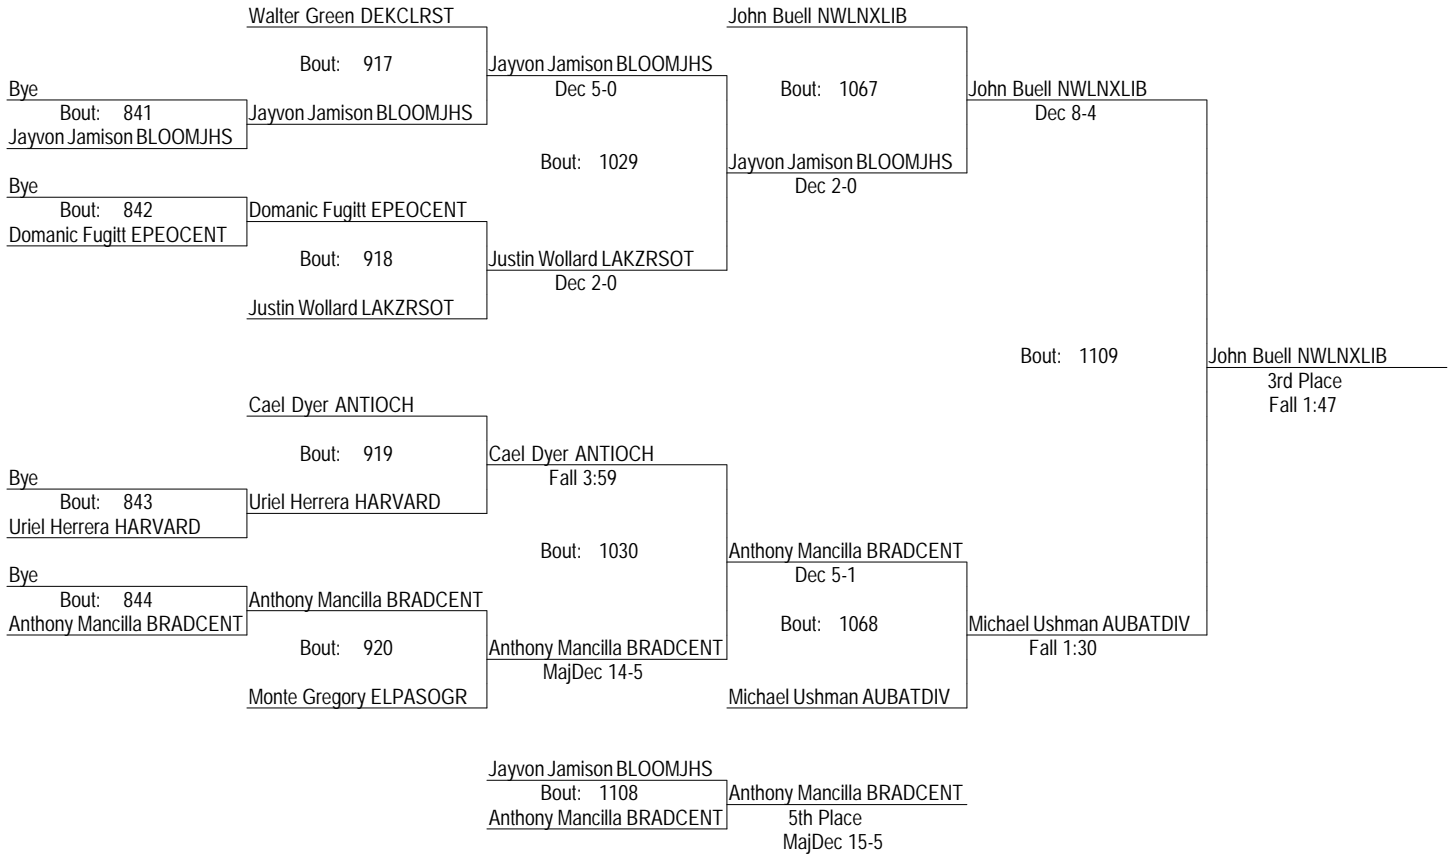 Walter Green DEKCLRST
Bout: 917
Bye
Bout: 841
Jayvon Jamison BLOOMJHS
Jayvon Jamison BLOOMJHS
Jayvon Jamison BLOOMJHS
Dec 5-0
Bye
Bout: 842
Domanic Fugitt EPEOCENT
Domanic Fugitt EPEOCENT
Bout: 918
Justin Wollard LAKZRSOT
Justin Wollard LAKZRSOT
Dec 2-0
Bout: 1029
John Buell NWLNXLIB
Bout: 1067
Jayvon Jamison BLOOMJHS
Dec 2-0
John Buell NWLNXLIB
Dec 8-4
Cael Dyer ANTIOCH
Bout: 919
Bye
Bout: 843
Uriel Herrera HARVARD
Uriel Herrera HARVARD
Cael Dyer ANTIOCH
Fall 3:59
Bye
Bout: 844
Anthony Mancilla BRADCENT
Anthony Mancilla BRADCENT
Bout: 920
Monte Gregory ELPASOGR
Anthony Mancilla BRADCENT
MajDec 14-5
Bout: 1030
Anthony Mancilla BRADCENT
Dec 5-1
Bout: 1068
Michael Ushman AUBATDIV
Michael Ushman AUBATDIV
Fall 1:30
Bout: 1109
John Buell NWLNXLIB
3rd Place
Fall 1:47
Jayvon Jamison BLOOMJHS
Bout: 1108
Anthony Mancilla BRADCENT
Anthony Mancilla BRADCENT
5th Place
MajDec 15-5